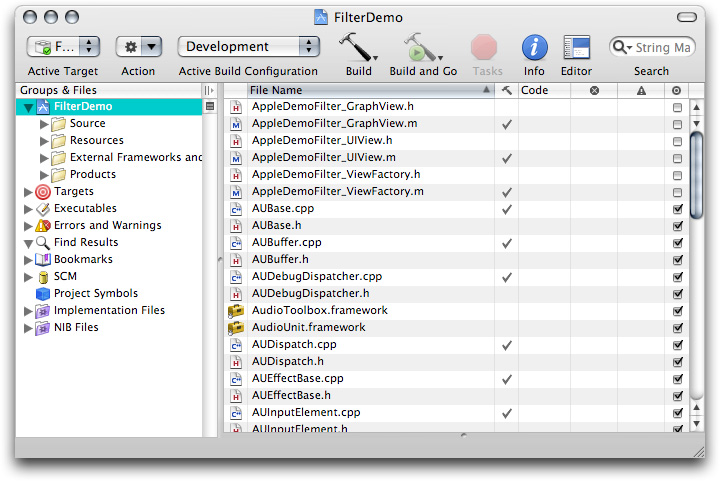 FilterDemo
F... Development String Ma
Active Target Action Active Build Configuration Build Build and Go Tasks Info Editor Search
Groups & Files File Name Code
FilterDemo
Source
Resources
External Frameworks and
Products
Targets
Executables
Errors and Warnings
Find Results
Bookmarks
SCM
Project Symbols
Implementation Files
NIB Files
AppleDemoFilter_GraphView.h
AppleDemoFilter_GraphView.m
AppleDemoFilter_UIView.h
AppleDemoFilter_UIView.m
AppleDemoFilter_ViewFactory.h
AppleDemoFilter_ViewFactory.m
AUBase.cpp
AUBase.h
AUBuffer.cpp
AUBuffer.h
AUDebugDispatcher.cpp
AUDebugDispatcher.h
AudioToolbox.framework
AudioUnit.framework
AUDispatch.cpp
AUDispatch.h
AUEffectBase.cpp
AUEffectBase.h
AUInputElement.cpp
AUInputElement.h